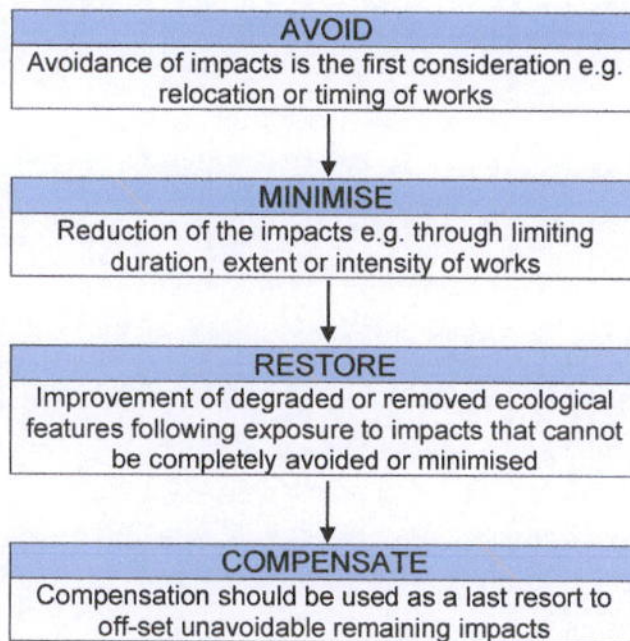 AVOID
Avoidance of impacts is the first consideration e.g.
relocation or timing of works
MINIMISE
Reduction of the impacts e.g. through limiting
duration, extent or intensity of works
RESTORE
Improvement of degraded or removed ecological
features following exposure to impacts that cannot
be completely avoided or minimised
COMPENSATE
Compensation should be used as a last resort to
off-set unavoidable remaining impacts